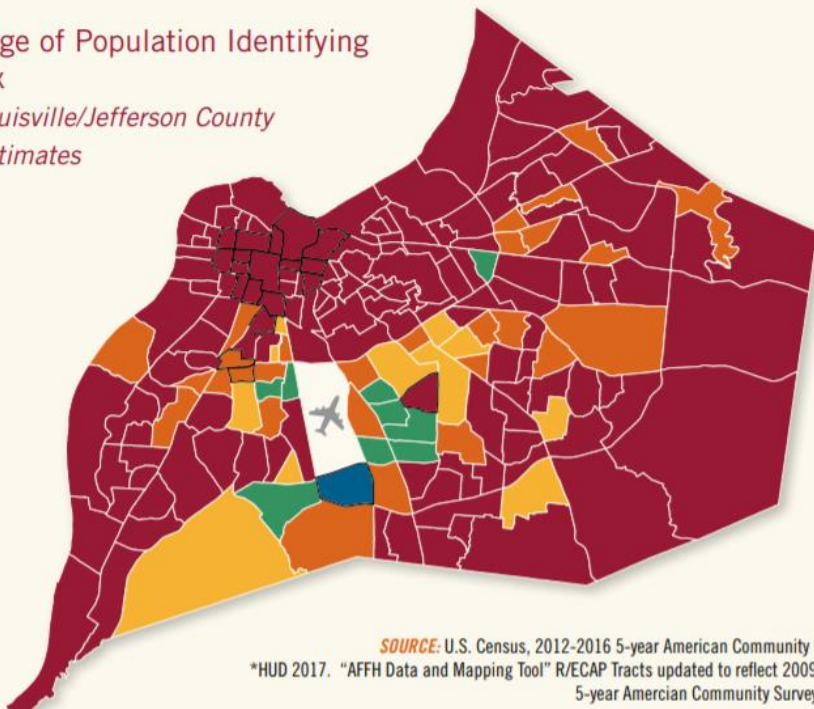 ge of Population Identifying
x
uisville/Jefferson County
timates
SOURCE: U.S. Census, 2012-2016 5-year American Community
*HUD 2017. "AFFH Data and Mapping Tool" R/ECAP Tracts updated to reflect 2009
5-year Amercian Community Survey